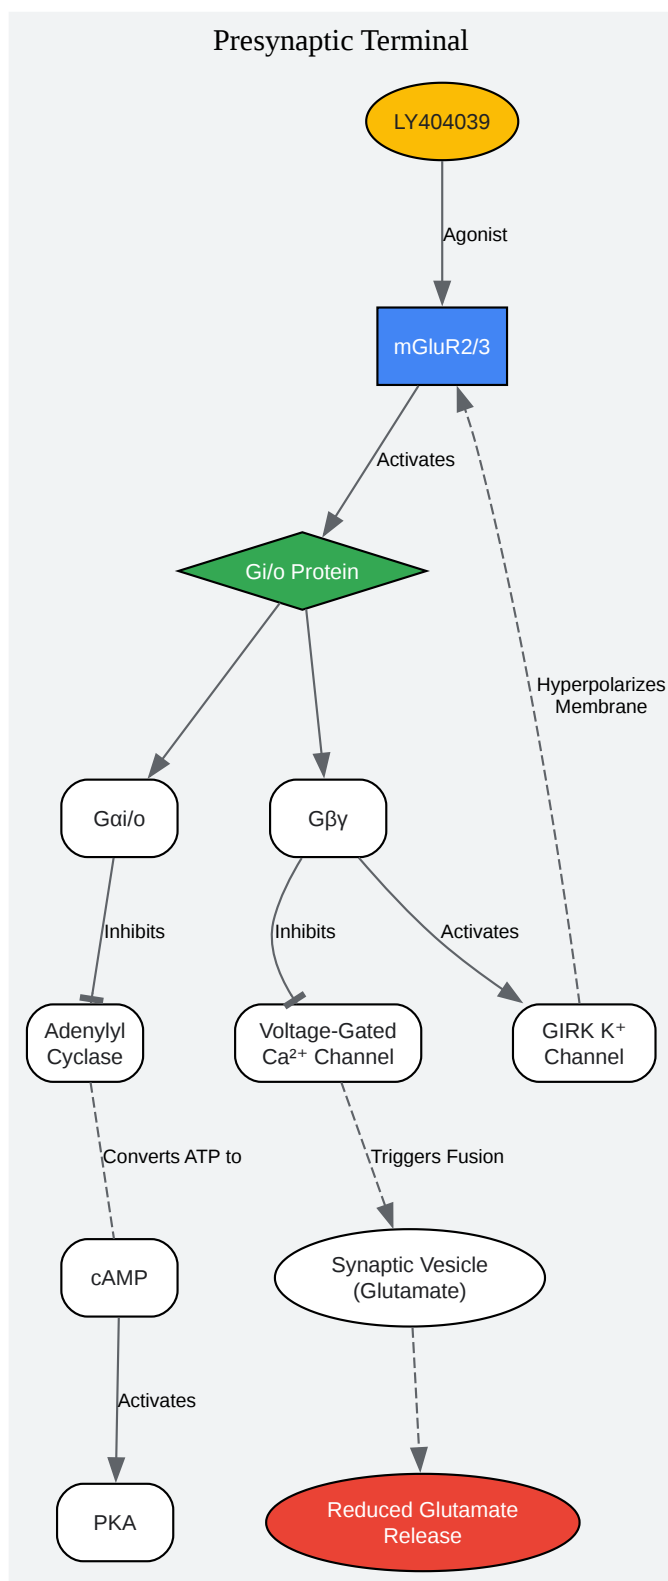 Presynaptic Terminal
LY404039
Agonist
mGluR2/3
Activates
Gi/o Protein
Hyperpolarizes
Membrane
Gαi/o
Gβγ
Inhibits
Inhibits
Activates
Adenylyl
Cyclase
Voltage-Gated
Ca²⁺ Channel
GIRK K⁺
Channel
Converts ATP to
Triggers Fusion
cAMP
Synaptic Vesicle
(Glutamate)
Activates
PKA
Reduced Glutamate
Release